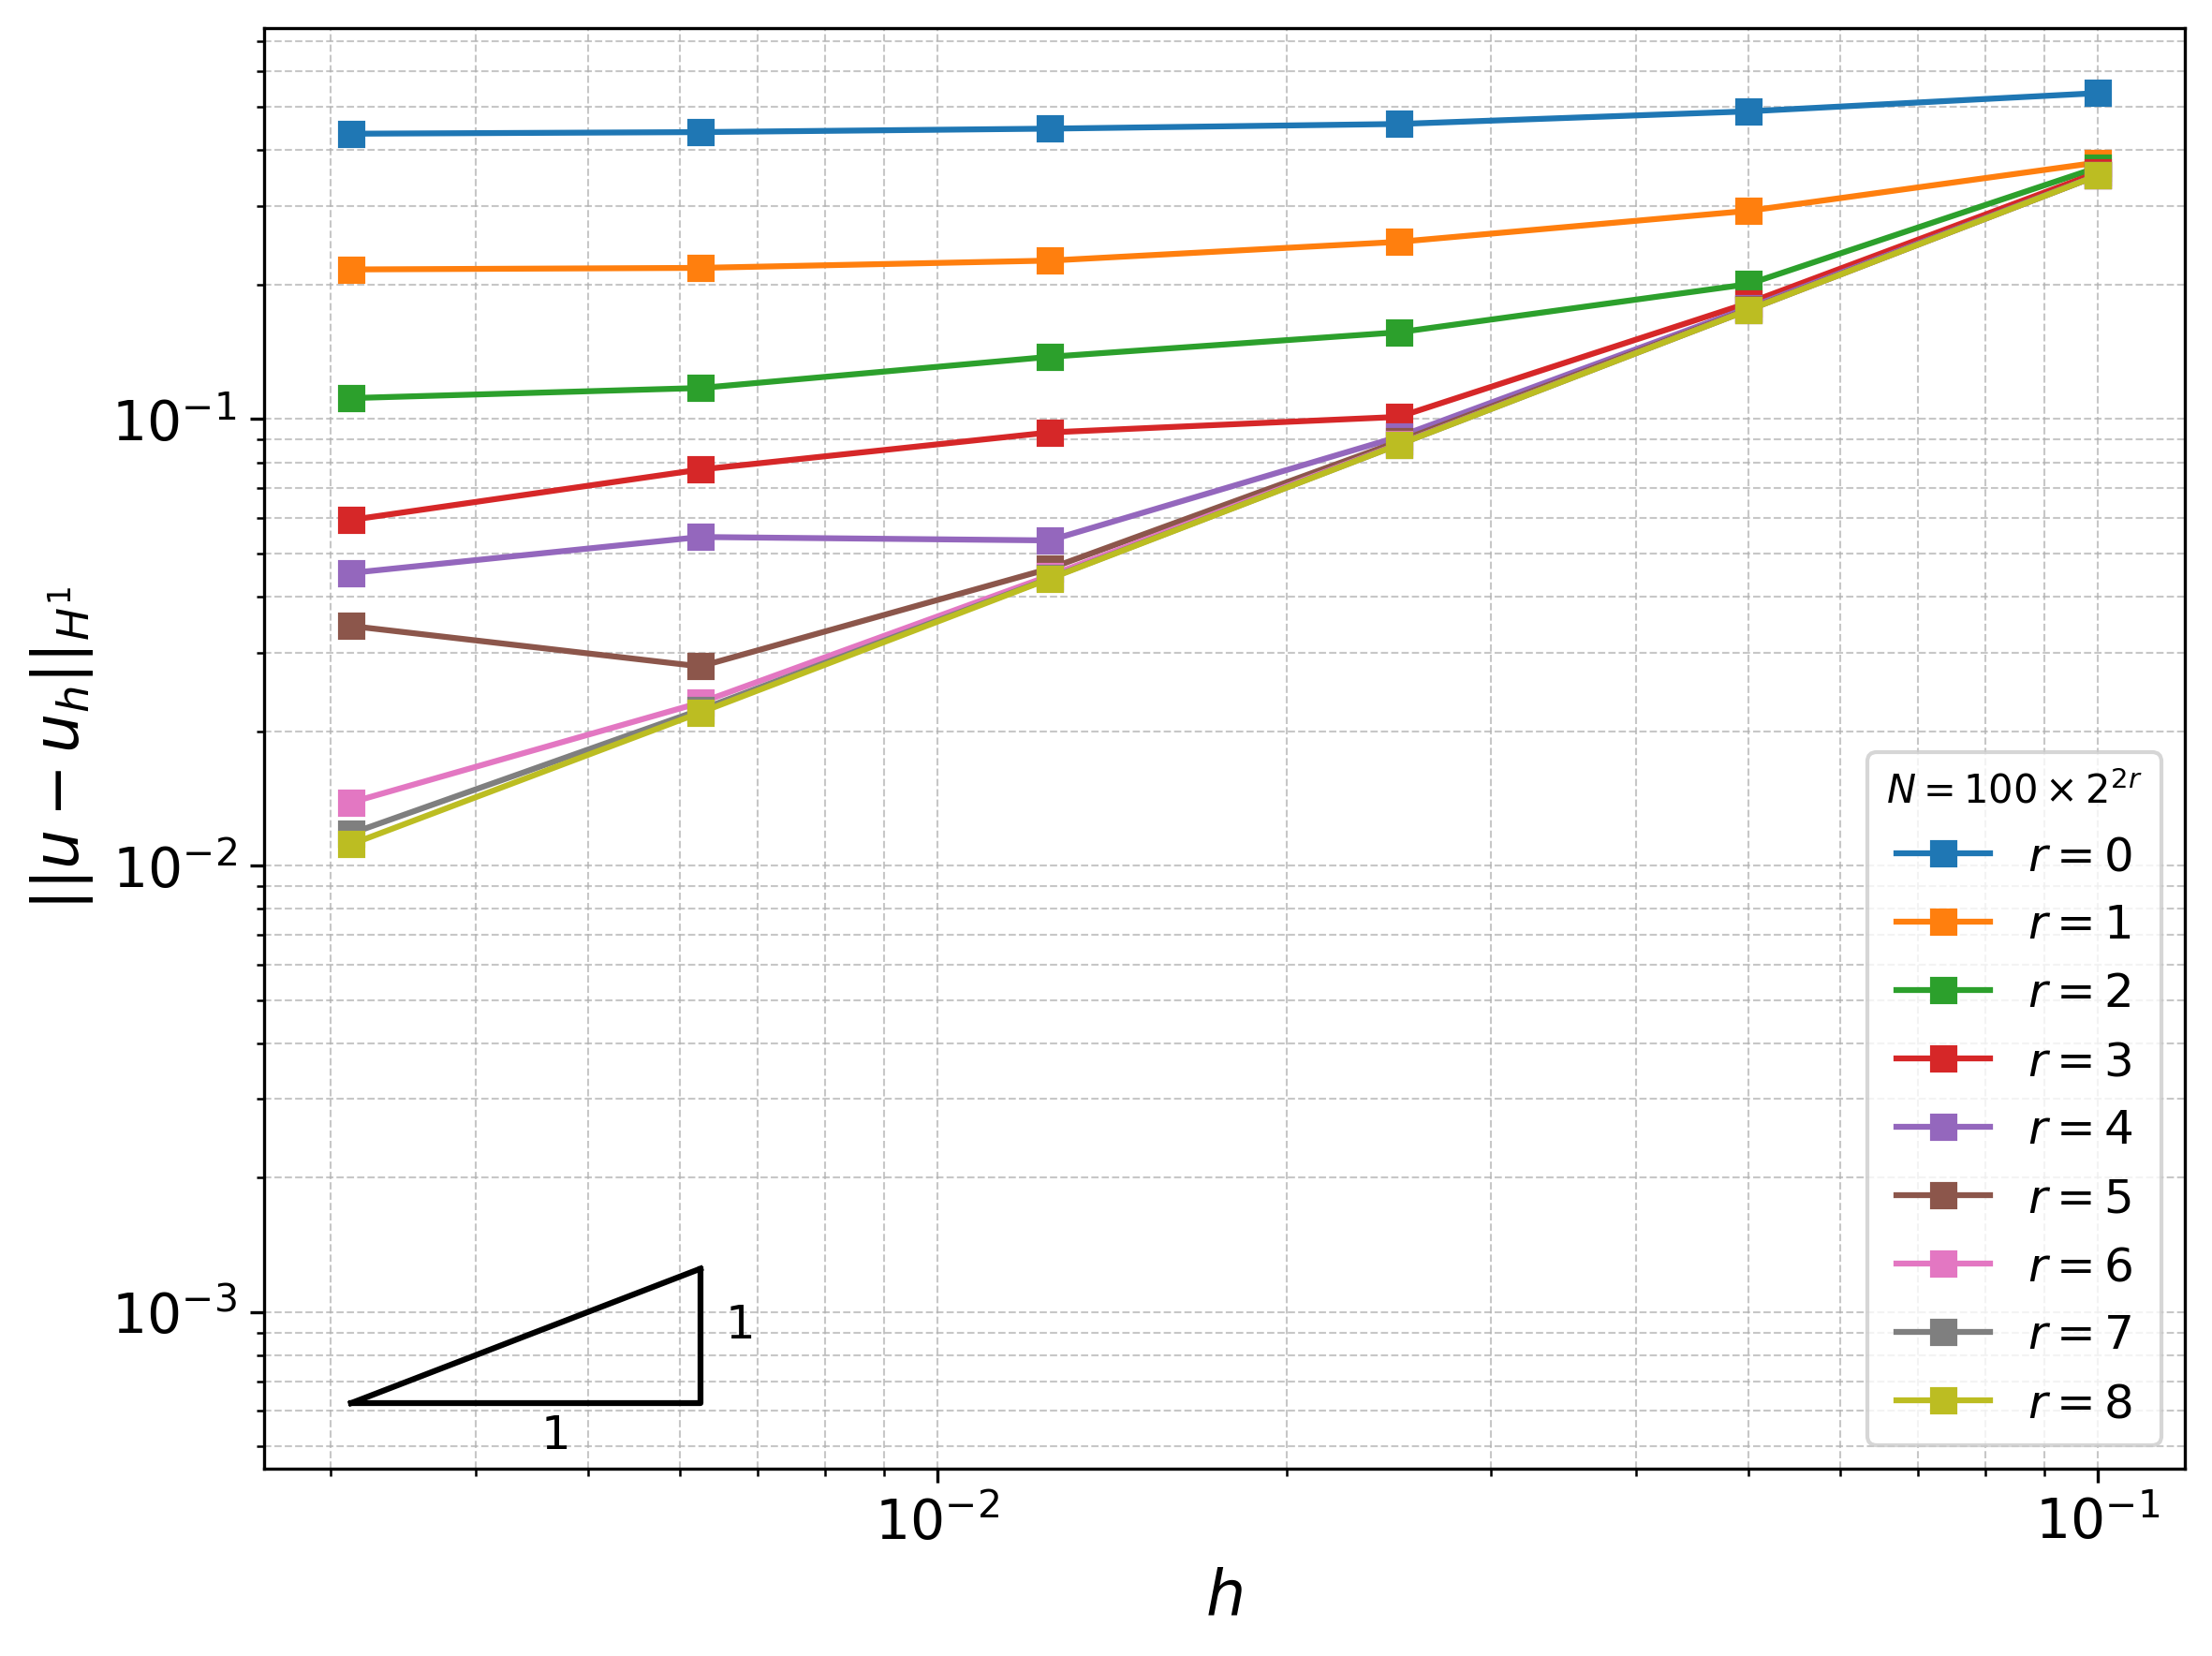 ||u − u_h||_{H^1}
10^{−1}
10^{−2}
10^{−3}
1
1
N = 100 × 2^{2r}
r = 0
r = 1
r = 2
r = 3
r = 4
r = 5
r = 6
r = 7
r = 8
10^{−2}
10^{−1}
h